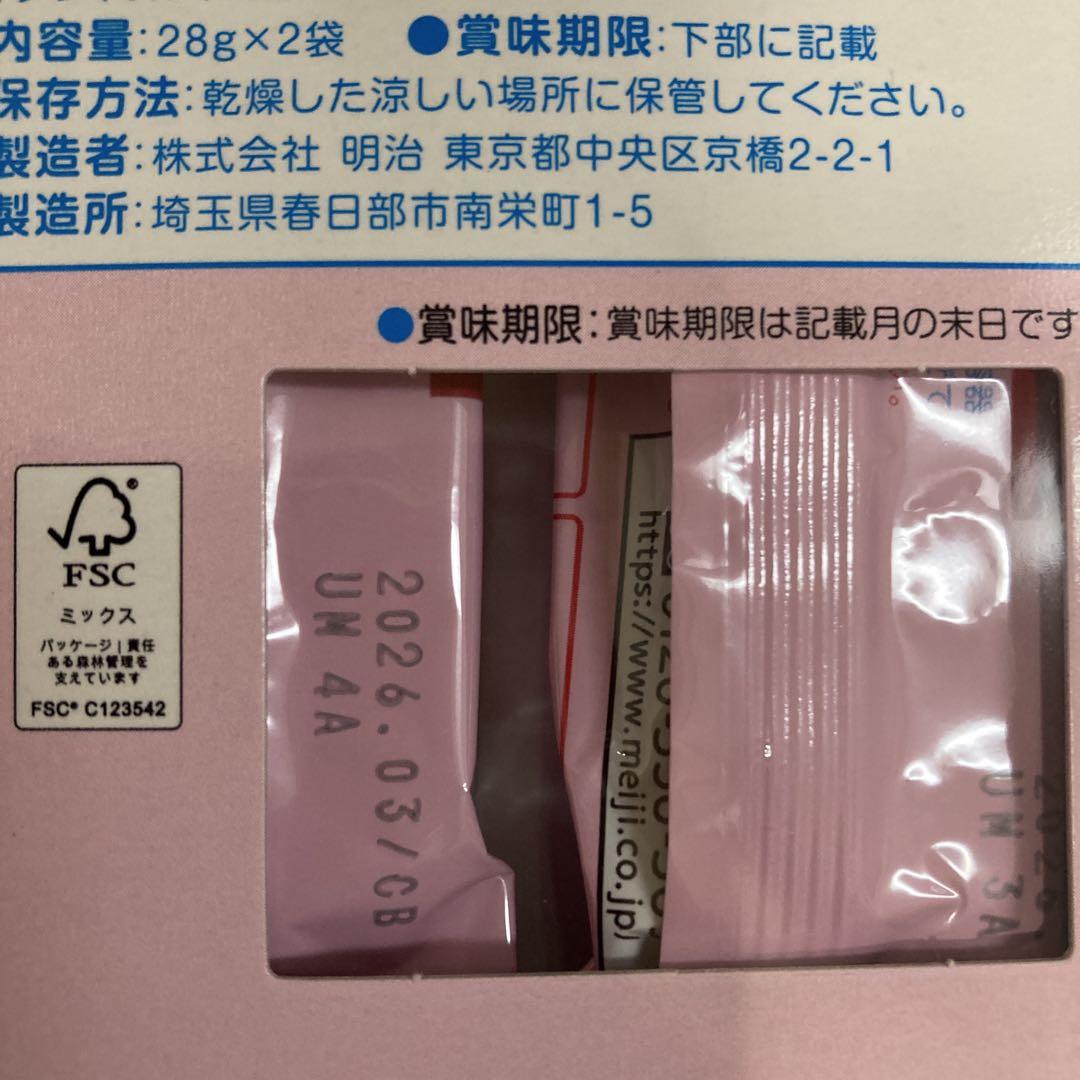 内容量:28g×2袋 ●賞味期限:下部に記載
保存方法:乾燥した涼しい場所に保管してください。
製造者:株式会社 明治 東京都中央区京橋2-2-1
製造所:埼玉県春日部市南栄町1-5
●賞味期限:賞味期限は記載月の末日です
FSC®
ミックス
パッケージ|責任
ある森林管理を
支えています
FSC® C123542
2026.03/CB
UW 4A
https://www.meiji.co.jp/
2026.
UW 3A